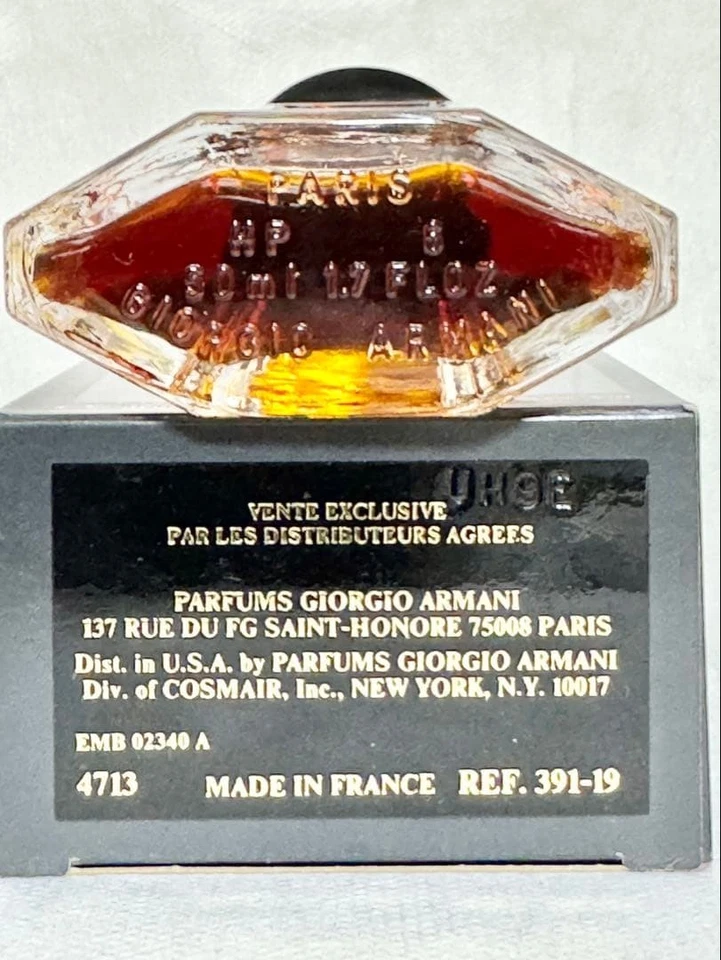 PARIS
HP 8
50ml 1.7 FL.OZ
GIORGIO ARMANI
UH9E
VENTE EXCLUSIVE
PAR LES DISTRIBUTEURS AGREES
PARFUMS GIORGIO ARMANI
137 RUE DU FG SAINT-HONORE 75008 PARIS
Dist. in U.S.A. by PARFUMS GIORGIO ARMANI
Div. of COSMAIR, Inc., NEW YORK, N.Y. 10017
EMB 02340 A
4713 MADE IN FRANCE REF. 391-19